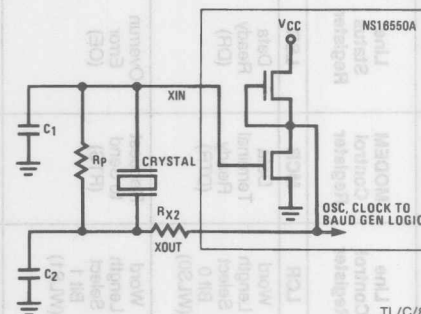 VCC
NS16550A
XIN
C1
RP
CRYSTAL
RX2
OSC, CLOCK TO
BAUD GEN LOGIC
XOUT
C2